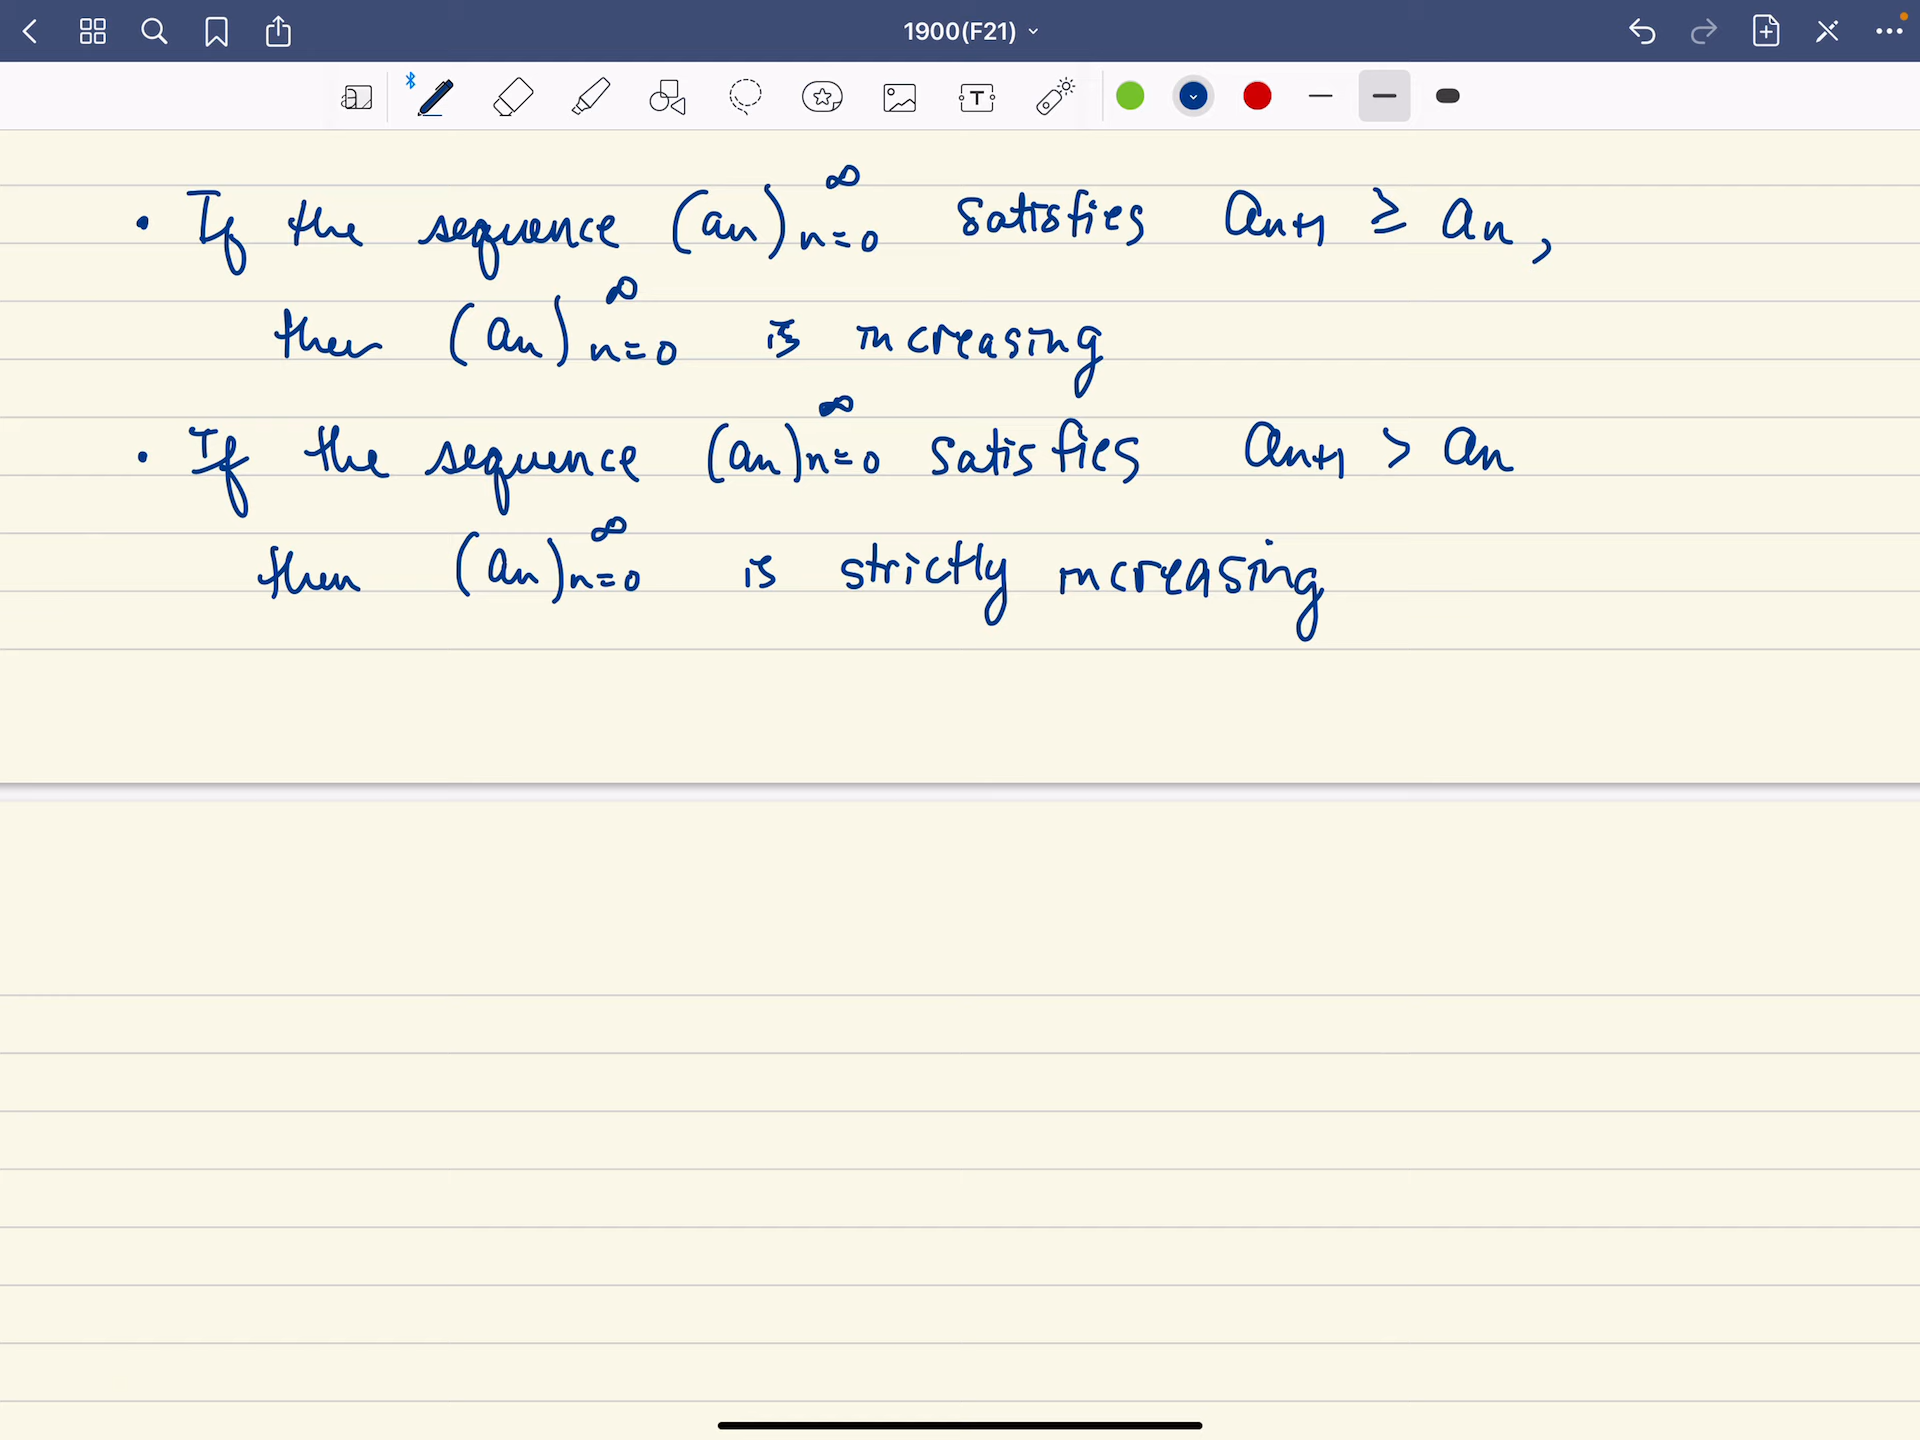 1900(F21)
T
• If the sequence (an)n=0^∞ satisfies an+1 ≥ an,
then (an)n=0^∞ is increasing
• If the sequence (an)n=0^∞ satisfies an+1 > an
then (an)n=0^∞ is strictly increasing